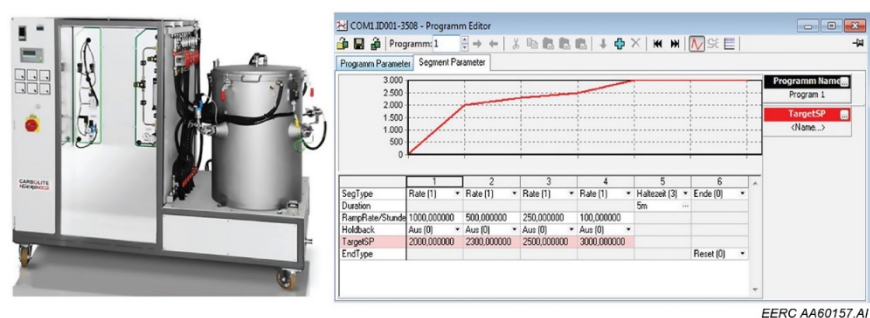 CARBOLITE
COM1.ID001-3508 - Programm Editor
Programm: 1
Programm Parameter Segment Parameter
3.000
2.500
2.000
1.500
1.000
500
0
Programm Name
Program 1
TargetSP
<Name...>
1 2 3 4 5 6
SegType Rate (1) Rate (1) Rate (1) Rate (1) Haltezeit (3) Ende (0)
Duration 5m
RampRate/Stunde 1000,000000 500,000000 250,000000 100,000000
Holdback Aus (0) Aus (0) Aus (0) Aus (0)
TargetSP 2000,000000 2300,000000 2500,000000 3000,000000
EndType Reset (0)
EERC AA60157.AI